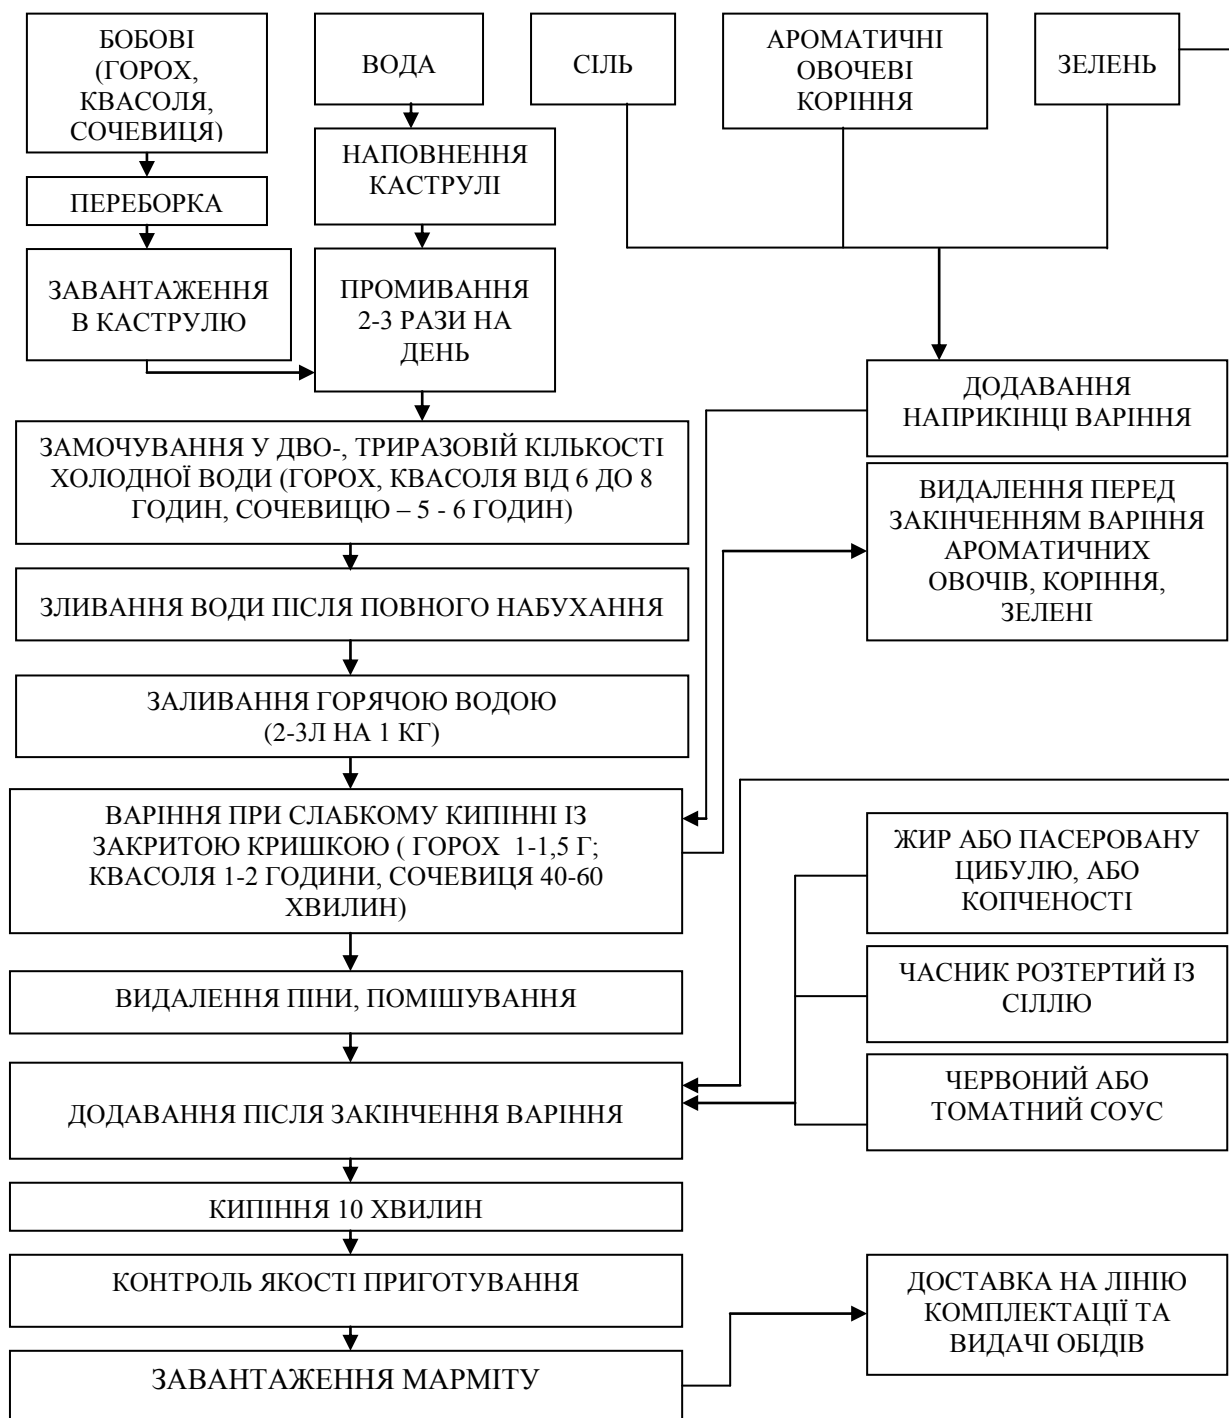 БОБОВІ
(ГОРОХ,
КВАСОЛЯ,
СОЧЕВИЦЯ)
ВОДА
СІЛЬ
АРОМАТИЧНІ
ОВОЧЕВІ
КОРІННЯ
ЗЕЛЕНЬ
ПЕРЕБОРКА
НАПОВНЕННЯ
КАСТРУЛІ
ЗАВАНТАЖЕННЯ
В КАСТРУЛЮ
ПРОМИВАННЯ
2-3 РАЗИ НА
ДЕНЬ
ДОДАВАННЯ
НАПРИКІНЦІ ВАРІННЯ
ЗАМОЧУВАННЯ У ДВО-, ТРИРАЗОВІЙ КІЛЬКОСТІ
ХОЛОДНОЇ ВОДИ (ГОРОХ, КВАСОЛЯ ВІД 6 ДО 8
ГОДИН, СОЧЕВИЦЮ – 5 - 6 ГОДИН)
ВИДАЛЕННЯ ПЕРЕД
ЗАКІНЧЕННЯМ ВАРІННЯ
АРОМАТИЧНИХ
ОВОЧІВ, КОРІННЯ,
ЗЕЛЕНІ
ЗЛИВАННЯ ВОДИ ПІСЛЯ ПОВНОГО НАБУХАННЯ
ЗАЛИВАННЯ ГОРЯЧОЮ ВОДОЮ
(2-3Л НА 1 КГ)
ВАРІННЯ ПРИ СЛАБКОМУ КИПІННІ ІЗ
ЗАКРИТОЮ КРИШКОЮ ( ГОРОХ 1-1,5 Г;
КВАСОЛЯ 1-2 ГОДИНИ, СОЧЕВИЦЯ 40-60
ХВИЛИН)
ЖИР АБО ПАСЕРОВАНУ
ЦИБУЛЮ, АБО
КОПЧЕНОСТІ
ВИДАЛЕННЯ ПІНИ, ПОМІШУВАННЯ
ЧАСНИК РОЗТЕРТИЙ ІЗ
СІЛЛЮ
ДОДАВАННЯ ПІСЛЯ ЗАКІНЧЕННЯ ВАРІННЯ
ЧЕРВОНИЙ АБО
ТОМАТНИЙ СОУС
КИПІННЯ 10 ХВИЛИН
КОНТРОЛЬ ЯКОСТІ ПРИГОТУВАННЯ
ДОСТАВКА НА ЛІНІЮ
КОМПЛЕКТАЦІЇ ТА
ВИДАЧІ ОБІДІВ
ЗАВАНТАЖЕННЯ МАРМІТУ